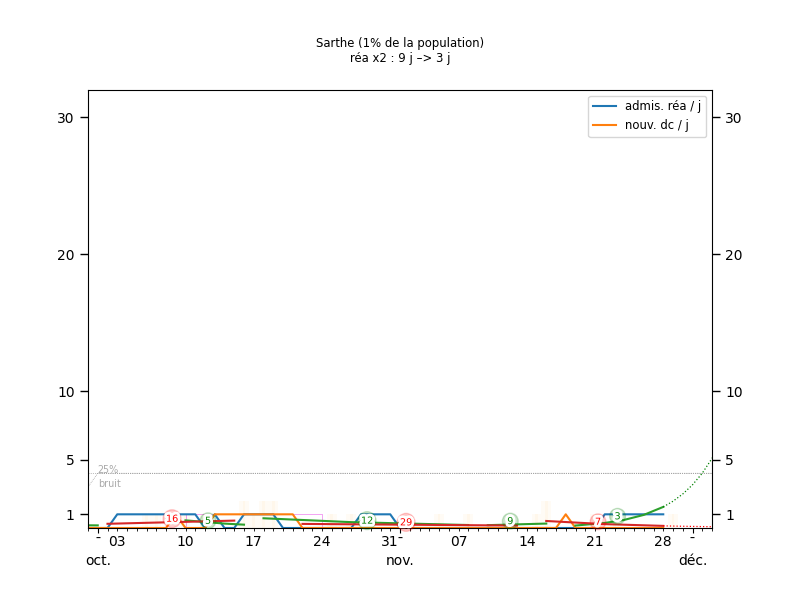 Sarthe (1% de la population)
réa x2 : 9 j –> 3 j
admis. réa / j
nouv. dc / j
30 30
20 20
10 10
5 5
25%
bruit
1 1
16 5 12 29 9 7 3
- 03 10 17 24 31 - 07 14 21 28 -
oct. nov. déc.